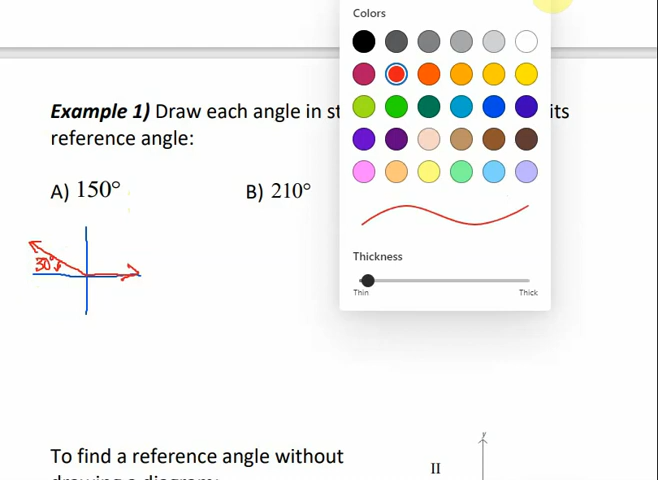 Colors
Example 1) Draw each angle in st its
reference angle:
A) 150° B) 210°
30°
Thickness
Thin Thick
To find a reference angle without
II y